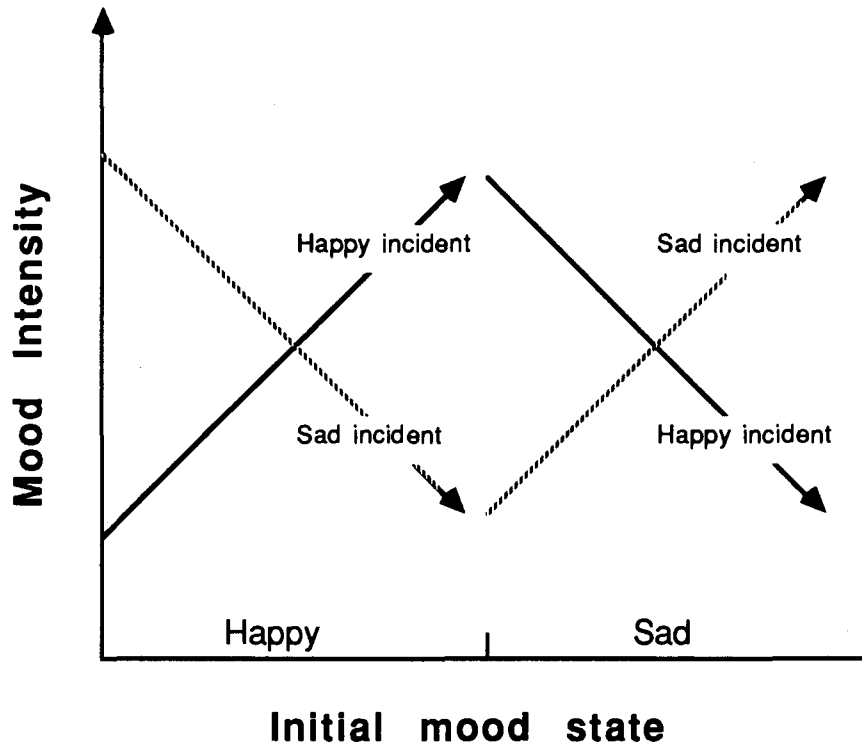 Mood Intensity
Happy incident
Sad incident
Sad incident
Happy incident
Happy
Sad
Initial mood state